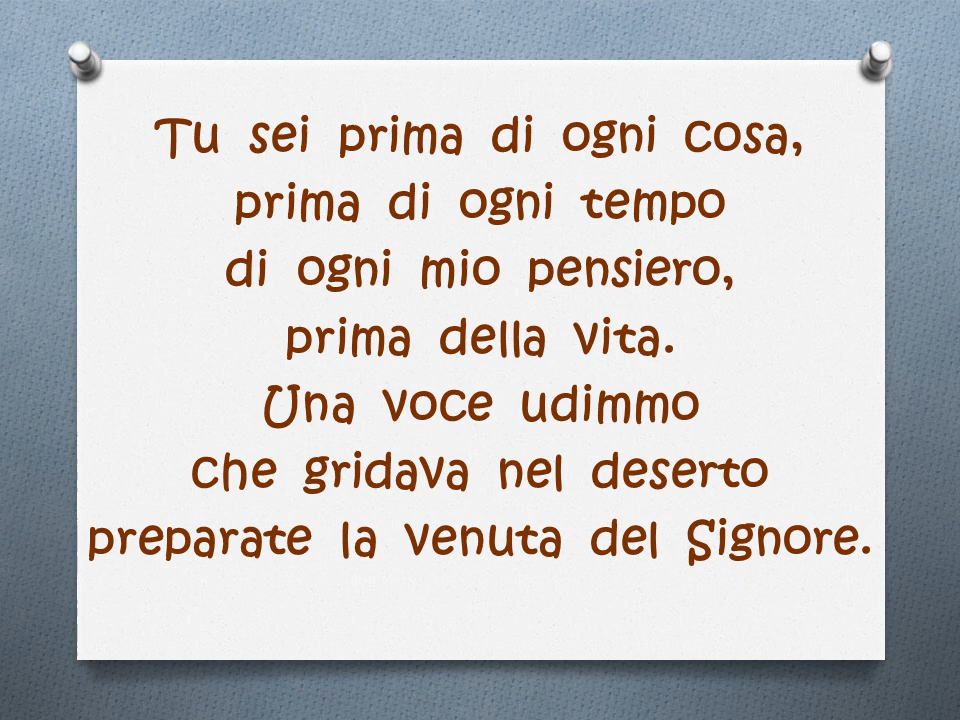 Tu sei prima di ogni cosa,
prima di ogni tempo
di ogni mio pensiero,
prima della vita.
Una voce udimmo
che gridava nel deserto
preparate la venuta del Signore.